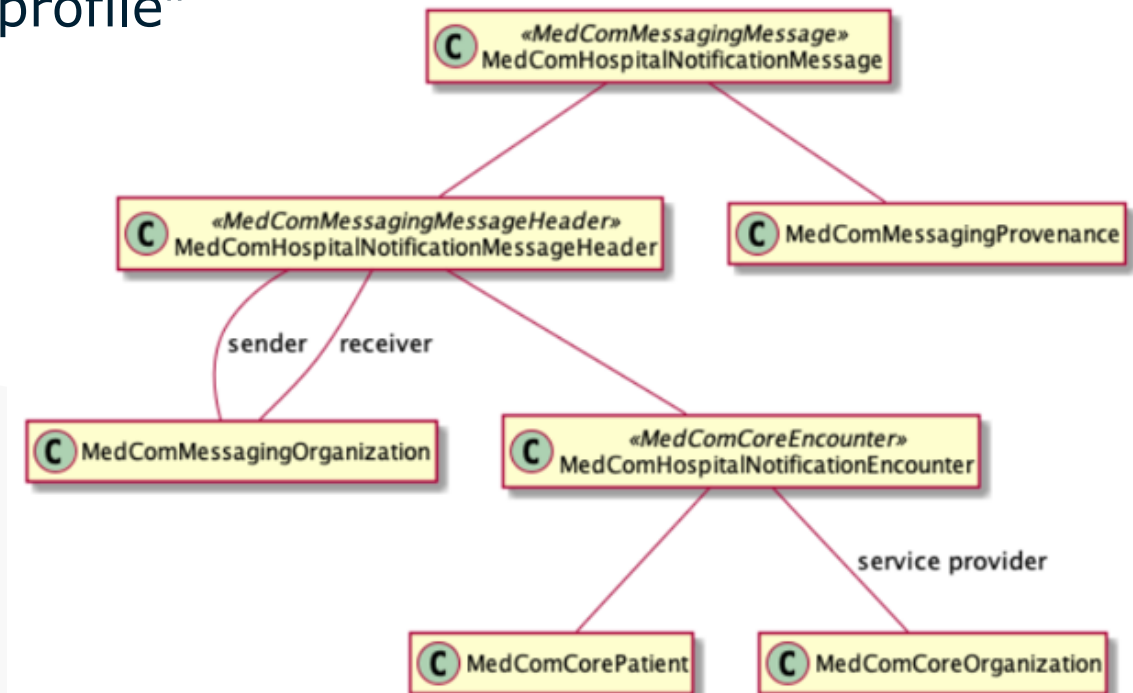 profile"
C «MedComMessagingMessage»
MedComHospitalNotificationMessage
C «MedComMessagingMessageHeader»
MedComHospitalNotificationMessageHeader
C MedComMessagingProvenance
sender
receiver
C MedComMessagingOrganization
C «MedComCoreEncounter»
MedComHospitalNotificationEncounter
service provider
C MedComCorePatient
C MedComCoreOrganization